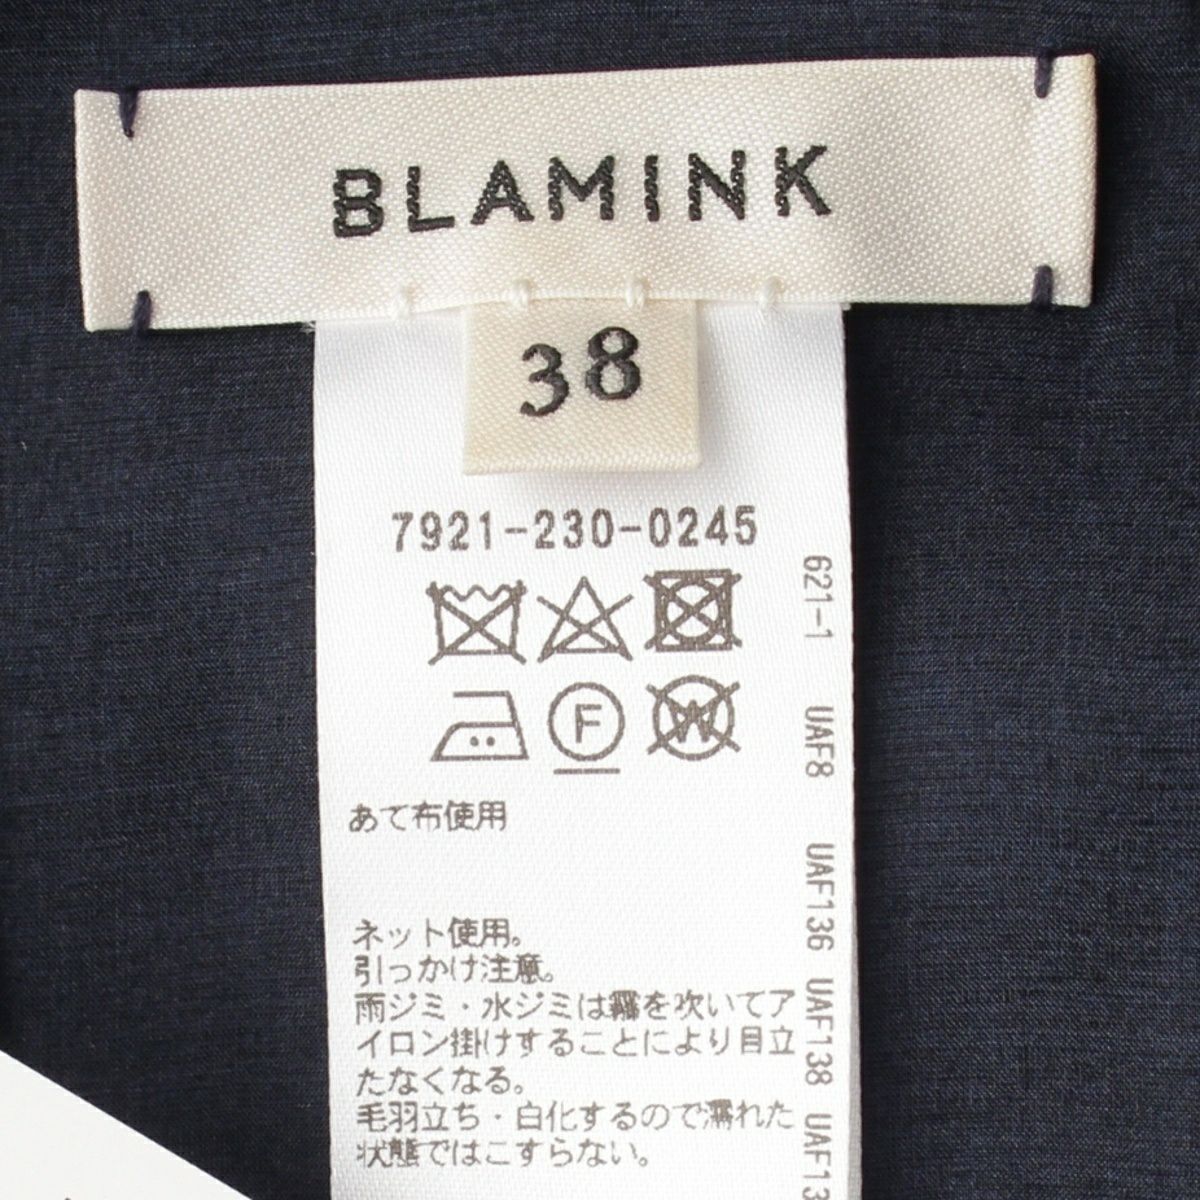 BLAMINK
38
7921-230-0245
F
W
あて布使用
ネット使用。
引っかけ注意。
雨ジミ・水ジミは霧を吹いてア
イロン掛けすることにより目立
たなくなる。
毛羽立ち・白化するので濡れた
状態ではこすらない。
621-1 UAF8 UAF136 UAF138